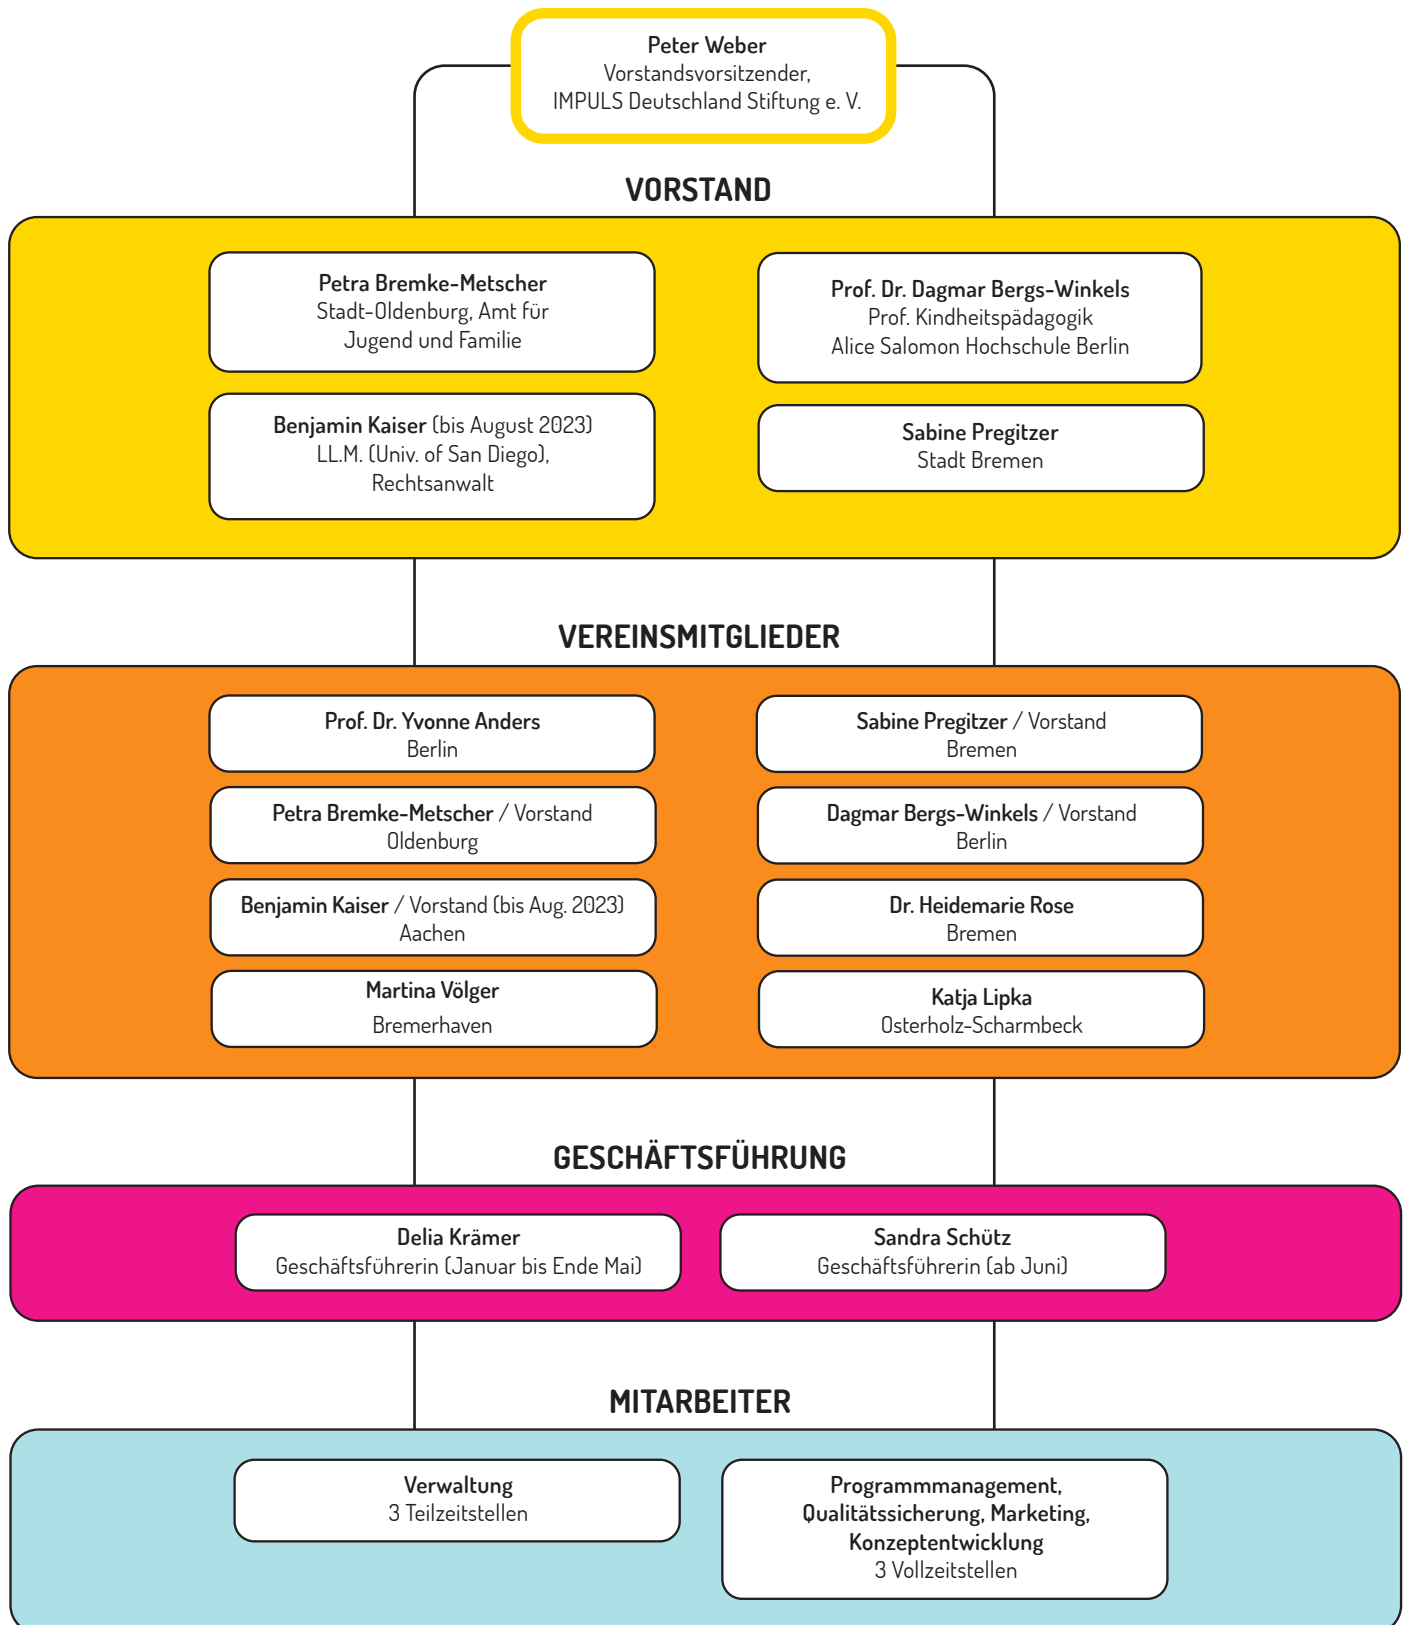 Peter Weber
Vorstandsvorsitzender,
IMPULS Deutschland Stiftung e. V.
VORSTAND
Petra Bremke-Metscher
Stadt-Oldenburg, Amt für
Jugend und Familie
Prof. Dr. Dagmar Bergs-Winkels
Prof. Kindheitspädagogik
Alice Salomon Hochschule Berlin
Benjamin Kaiser (bis August 2023)
LL.M. (Univ. of San Diego),
Rechtsanwalt
Sabine Pregitzer
Stadt Bremen
VEREINSMITGLIEDER
Prof. Dr. Yvonne Anders
Berlin
Sabine Pregitzer / Vorstand
Bremen
Petra Bremke-Metscher / Vorstand
Oldenburg
Dagmar Bergs-Winkels / Vorstand
Berlin
Benjamin Kaiser / Vorstand (bis Aug. 2023)
Aachen
Dr. Heidemarie Rose
Bremen
Martina Völger
Bremerhaven
Katja Lipka
Osterholz-Scharmbeck
GESCHÄFTSFÜHRUNG
Delia Krämer
Geschäftsführerin (Januar bis Ende Mai)
Sandra Schütz
Geschäftsführerin (ab Juni)
MITARBEITER
Verwaltung
3 Teilzeitstellen
Programmmanagement,
Qualitätssicherung, Marketing,
Konzeptentwicklung
3 Vollzeitstellen